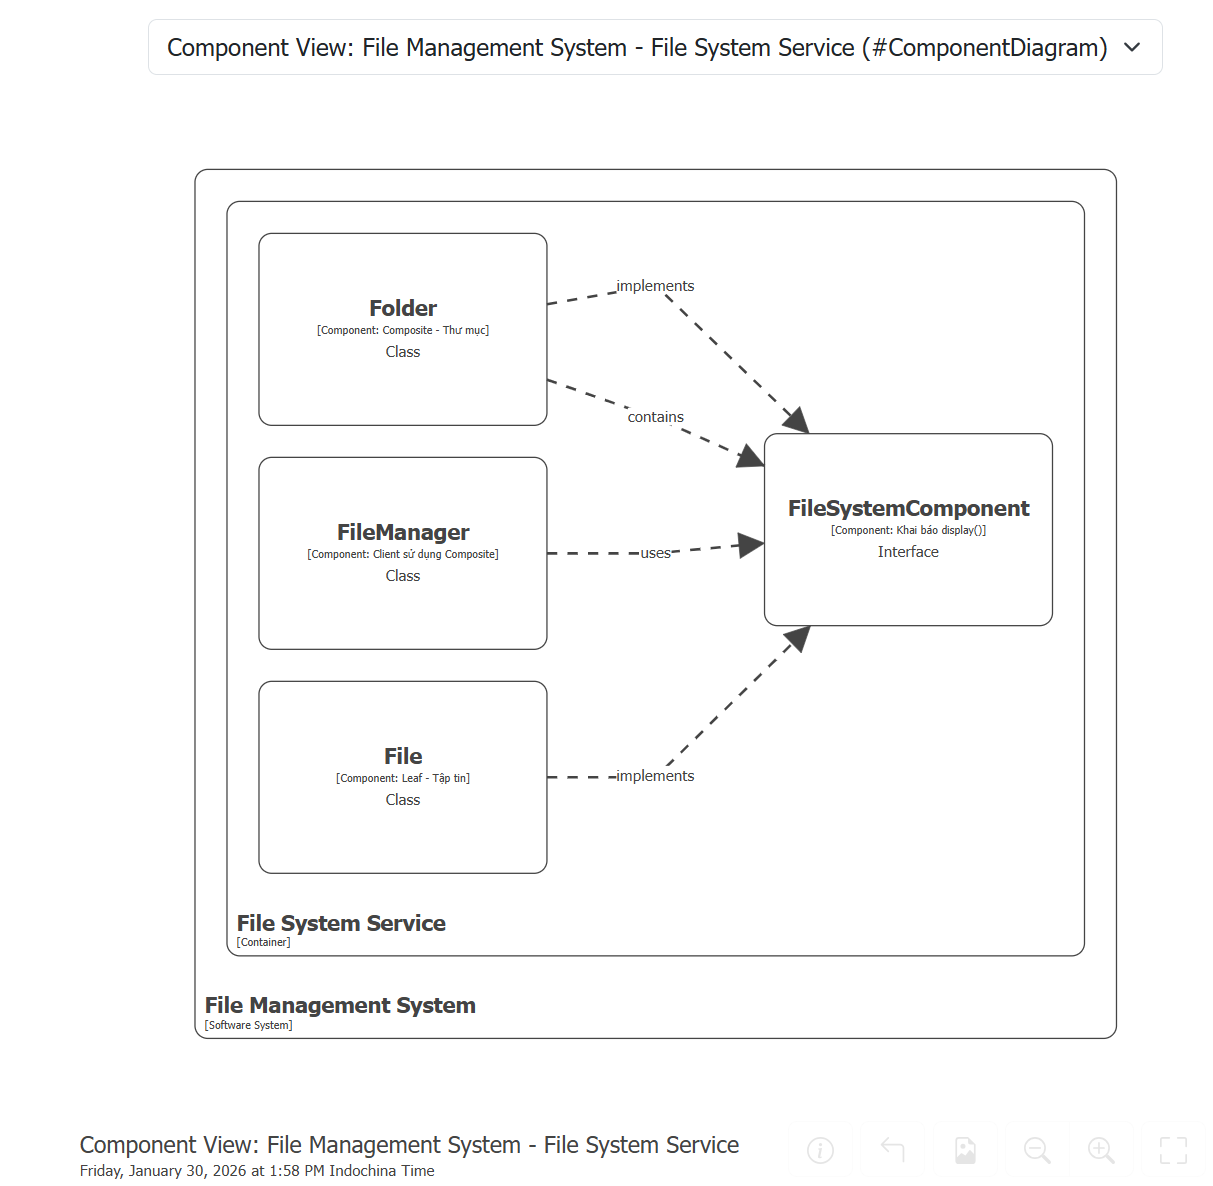 Component View: File Management System - File System Service (#ComponentDiagram)
Folder
[Component: Composite - Thư mục]
Class
implements
contains
FileManager
[Component: Client sử dụng Composite]
Class
uses
FileSystemComponent
[Component: Khai báo display()]
Interface
File
[Component: Leaf - Tập tin]
Class
implements
File System Service
[Container]
File Management System
[Software System]
Component View: File Management System - File System Service
Friday, January 30, 2026 at 1:58 PM Indochina Time